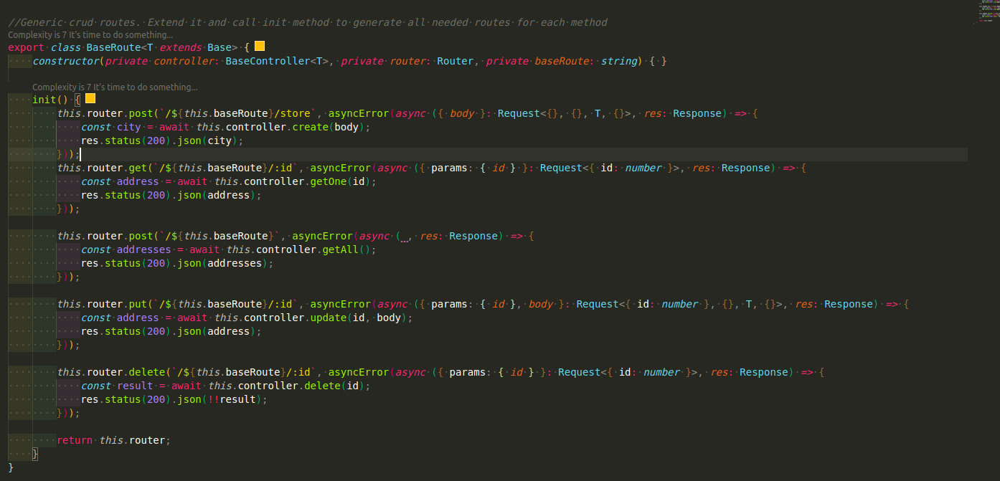 //Generic crud routes. Extend it and call init method to generate all needed routes for each method
Complexity is 7 It's time to do something...
export class BaseRoute<T extends Base> {
    constructor(private controller: BaseController<T>, private router: Router, private baseRoute: string) { }
    Complexity is 7 It's time to do something...
    init() {
        this.router.post(`/${this.baseRoute}/store`, asyncError(async ({ body }: Request<{}, {}, T, {}>, res: Response) => {
            const city = await this.controller.create(body);
            res.status(200).json(city);
        }));
        this.router.get(`/${this.baseRoute}/:id`, asyncError(async ({ params: { id } }: Request<{ id: number }>, res: Response) => {
            const address = await this.controller.getOne(id);
            res.status(200).json(address);
        }));
        this.router.post(`/${this.baseRoute}`, asyncError(async (_, res: Response) => {
            const addresses = await this.controller.getAll();
            res.status(200).json(addresses);
        }));
        this.router.put(`/${this.baseRoute}/:id`, asyncError(async ({ params: { id }, body }: Request<{ id: number }, {}, T, {}>, res: Response) => {
            const address = await this.controller.update(id, body);
            res.status(200).json(address);
        }));
        this.router.delete(`/${this.baseRoute}/:id`, asyncError(async ({ params: { id } }: Request<{ id: number }>, res: Response) => {
            const result = await this.controller.delete(id);
            res.status(200).json(!!result);
        }));
        return this.router;
    }
}